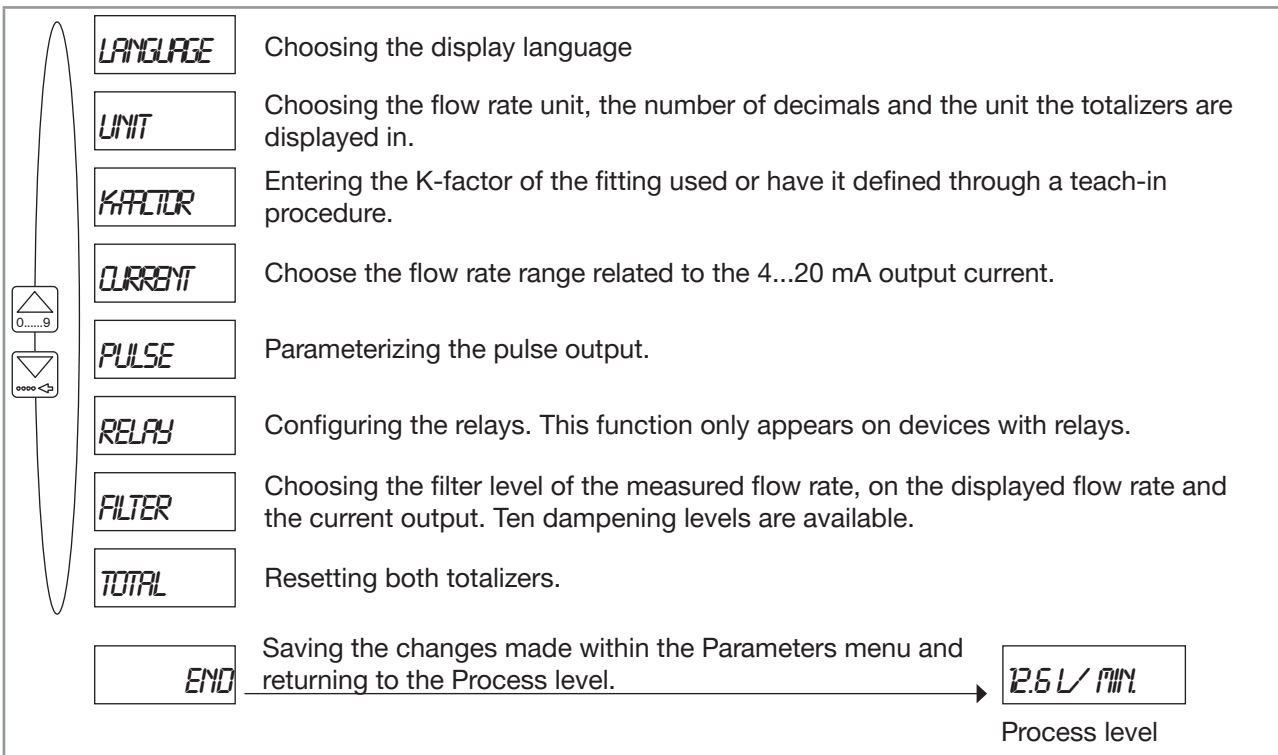 LANGUAGE Choosing the display language
UNIT Choosing the flow rate unit, the number of decimals and the unit the totalizers are
displayed in.
K-FACTOR Entering the K-factor of the fitting used or have it defined through a teach-in
procedure.
CURRENT Choose the flow rate range related to the 4...20 mA output current.
0......9
PULSE Parameterizing the pulse output.
RELAY Configuring the relays. This function only appears on devices with relays.
FILTER Choosing the filter level of the measured flow rate, on the displayed flow rate and
the current output. Ten dampening levels are available.
TOTAL Resetting both totalizers.
END Saving the changes made within the Parameters menu and
returning to the Process level.
12.6 L/MIN.
Process level